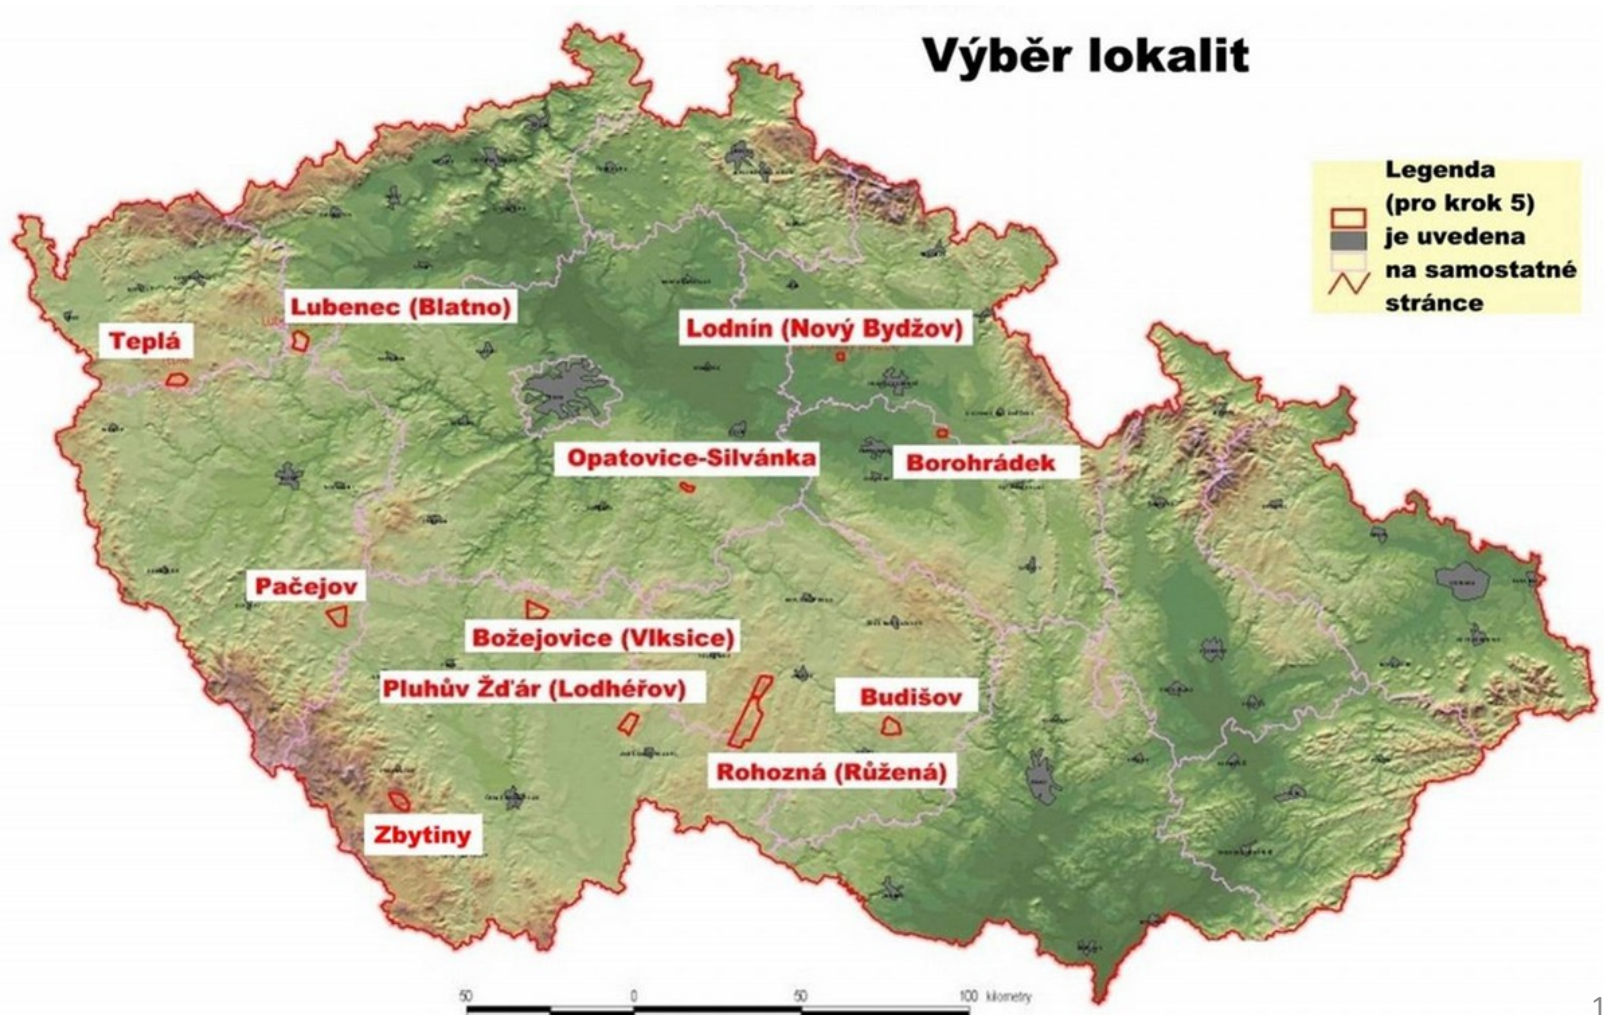 Výběr lokalit
Legenda
(pro krok 5)
je uvedena
na samostatné
stránce
Lubenec (Blatno)
Teplá
Lodnín (Nový Bydžov)
Opatovice-Silvánka
Borohrádek
Pačejov
Božejovice (Vlksice)
Pluhův Žďár (Lodhéřov)
Budišov
Rohozná (Růžená)
Zbytiny
50 0 50 100 kilometry
1